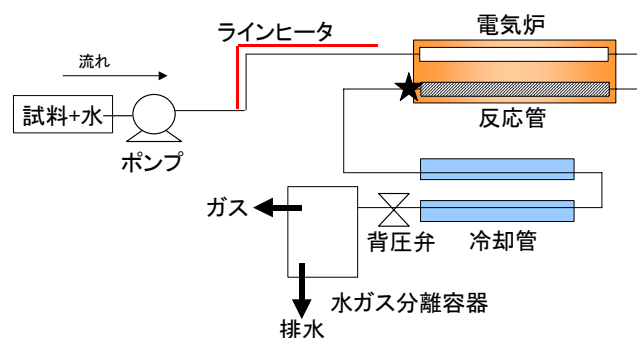 ラインヒータ
電気炉
流れ
試料+水
ポンプ
反応管
ガス
背圧弁
冷却管
水ガス分離容器
排水